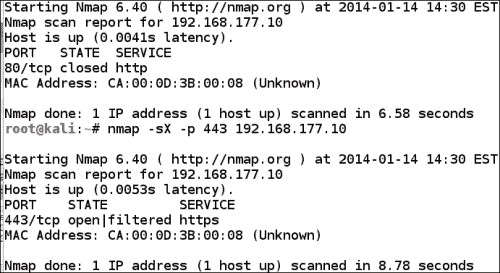 Starting Nmap 6.40 ( http://nmap.org ) at 2014-01-14 14:30 EST
Nmap scan report for 192.168.177.10
Host is up (0.0041s latency).
PORT   STATE  SERVICE
80/tcp closed http
MAC Address: CA:00:0D:3B:00:08 (Unknown)
Nmap done: 1 IP address (1 host up) scanned in 6.58 seconds
root@kali:~# nmap -sX -p 443 192.168.177.10
Starting Nmap 6.40 ( http://nmap.org ) at 2014-01-14 14:30 EST
Nmap scan report for 192.168.177.10
Host is up (0.0053s latency).
PORT    STATE         SERVICE
443/tcp open|filtered https
MAC Address: CA:00:0D:3B:00:08 (Unknown)
Nmap done: 1 IP address (1 host up) scanned in 8.78 seconds